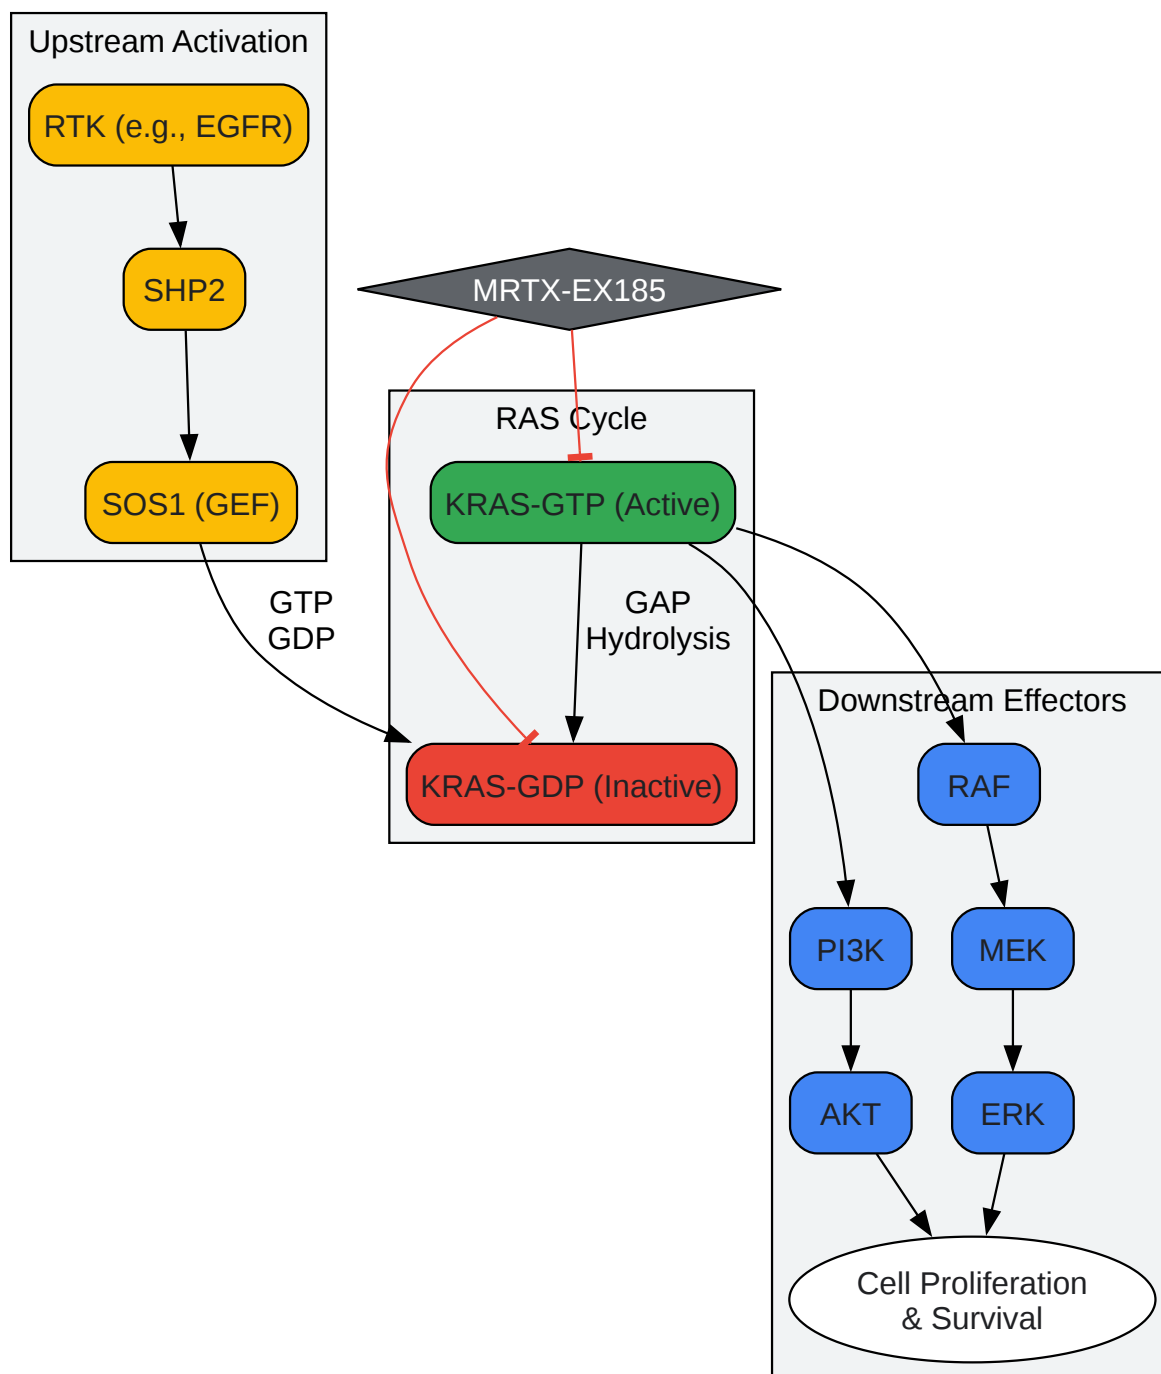 Upstream Activation
RTK (e.g., EGFR)
SHP2
SOS1 (GEF)
MRTX-EX185
RAS Cycle
KRAS-GTP (Active)
GTP
GDP
GAP
Hydrolysis
KRAS-GDP (Inactive)
Downstream Effectors
RAF
PI3K
MEK
AKT
ERK
Cell Proliferation
& Survival